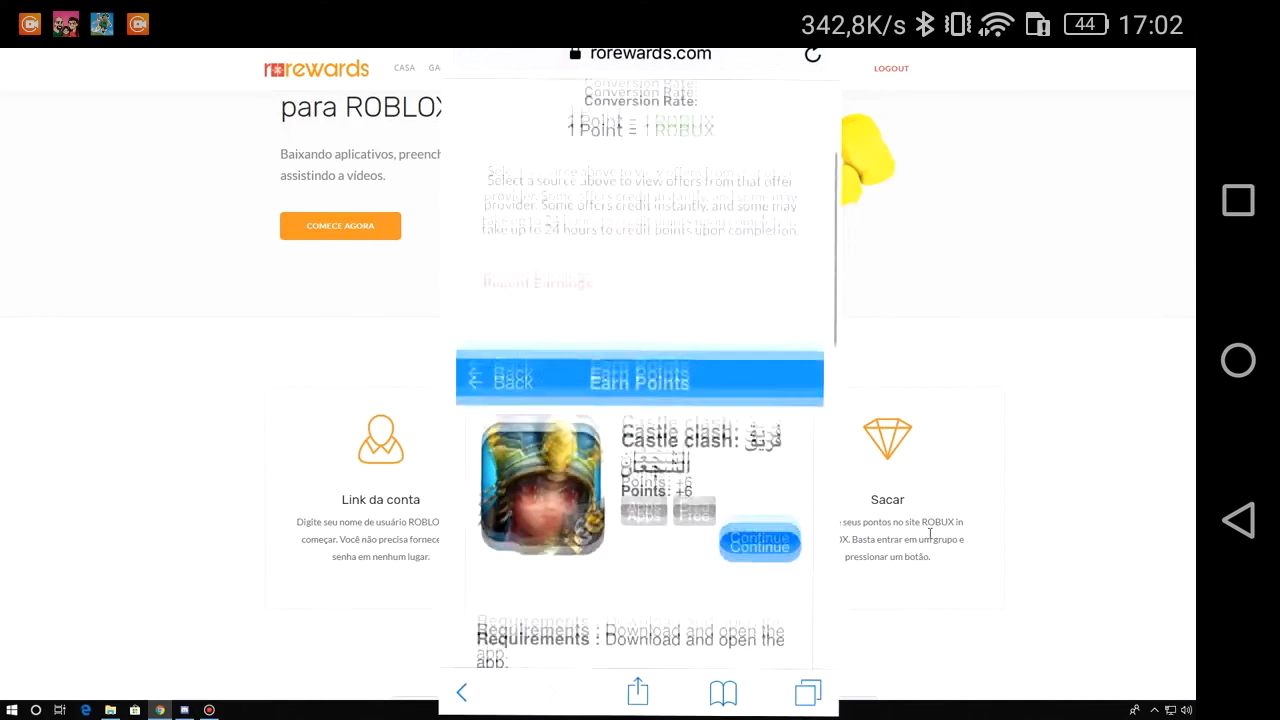 342,8K/s 44 17:02
rorewards.com
rorewards CASA GA LOGOUT
para ROBLOX
Conversion Rate:
1 Point = 1 ROBUX
Baixando aplicativos, preench
assistindo a vídeos.
Select a source above to view offers from that offer
provider. Some offers credit instantly, and some may
take up to 24 hours to credit points upon completion.
COMECE AGORA
Recent Earnings
← Back Earn Points
Castle clash: فريق
الشجعان
Points: +6
Apps Free
Continue
Requirements : Download and open the
app.
Link da conta
Digite seu nome de usuário ROBLO
começar. Você não precisa fornece
senha em nenhum lugar.
Sacar
e seus pontos no site ROBUX in
OX. Basta entrar em um grupo e
pressionar um botão.